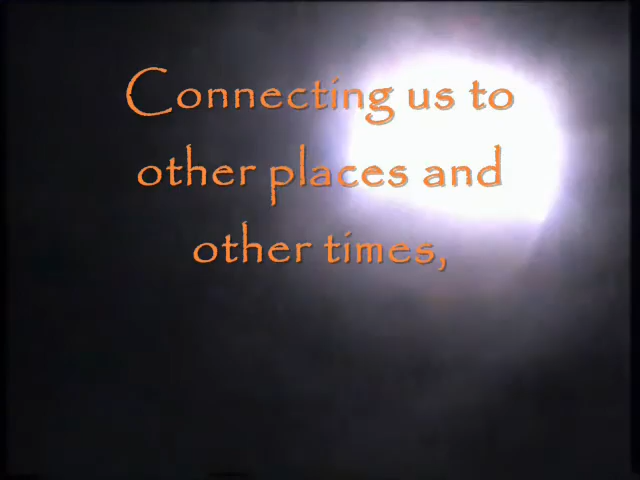 Connecting us to
other places and
other times,